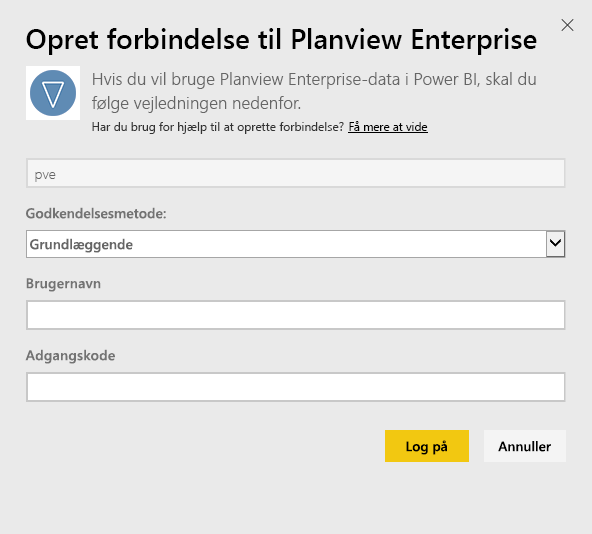 Opret forbindelse til Planview Enterprise
Hvis du vil bruge Planview Enterprise-data i Power BI, skal du
følge vejledningen nedenfor.
Har du brug for hjælp til at oprette forbindelse? Få mere at vide
pve
Godkendelsesmetode:
Grundlæggende
Brugernavn
Adgangskode
Log på
Annuller